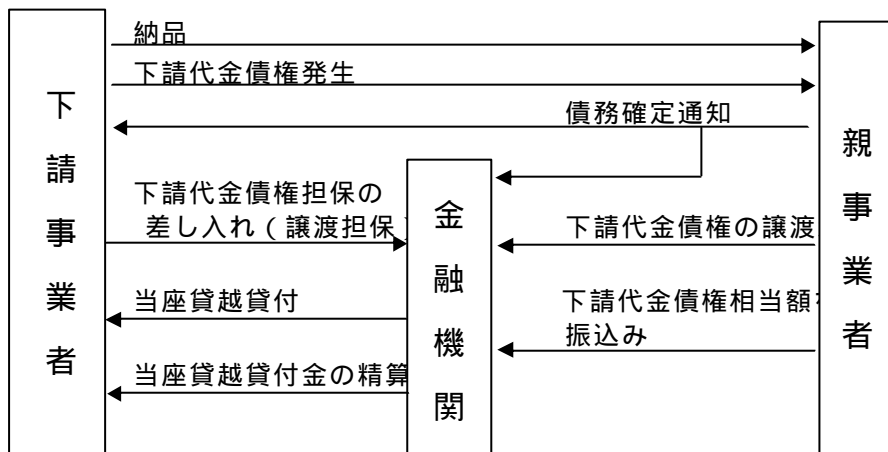 納品
下請代金債権発生
債務確定通知
下請事業者
親事業者
金融機関
下請代金債権担保の
差し入れ（譲渡担保）
下請代金債権の譲渡
当座貸越貸付
下請代金債権相当額を
振込み
当座貸越貸付金の精算